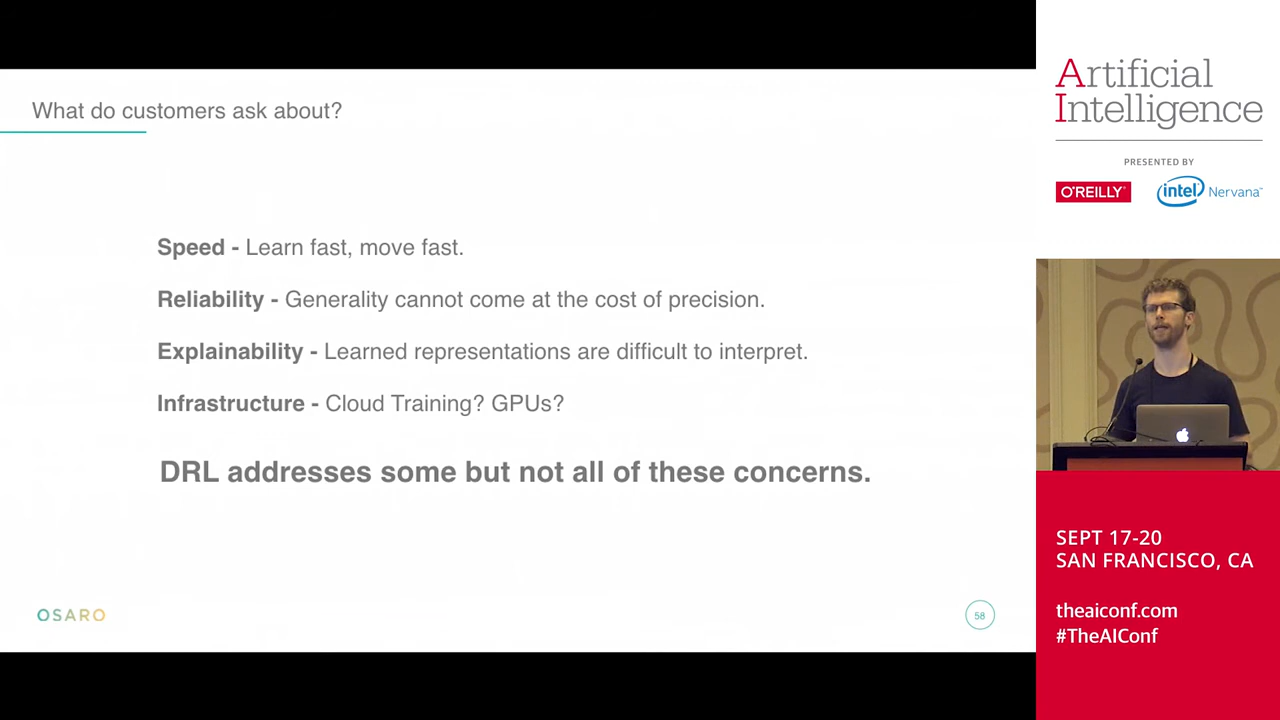 What do customers ask about?
Speed - Learn fast, move fast.
Reliability - Generality cannot come at the cost of precision.
Explainability - Learned representations are difficult to interpret.
Infrastructure - Cloud Training? GPUs?
DRL addresses some but not all of these concerns.
OSARO
58
Artificial
Intelligence
PRESENTED BY
O'REILLY
intel Nervana™
SEPT 17-20
SAN FRANCISCO, CA
theaiconf.com
#TheAIConf